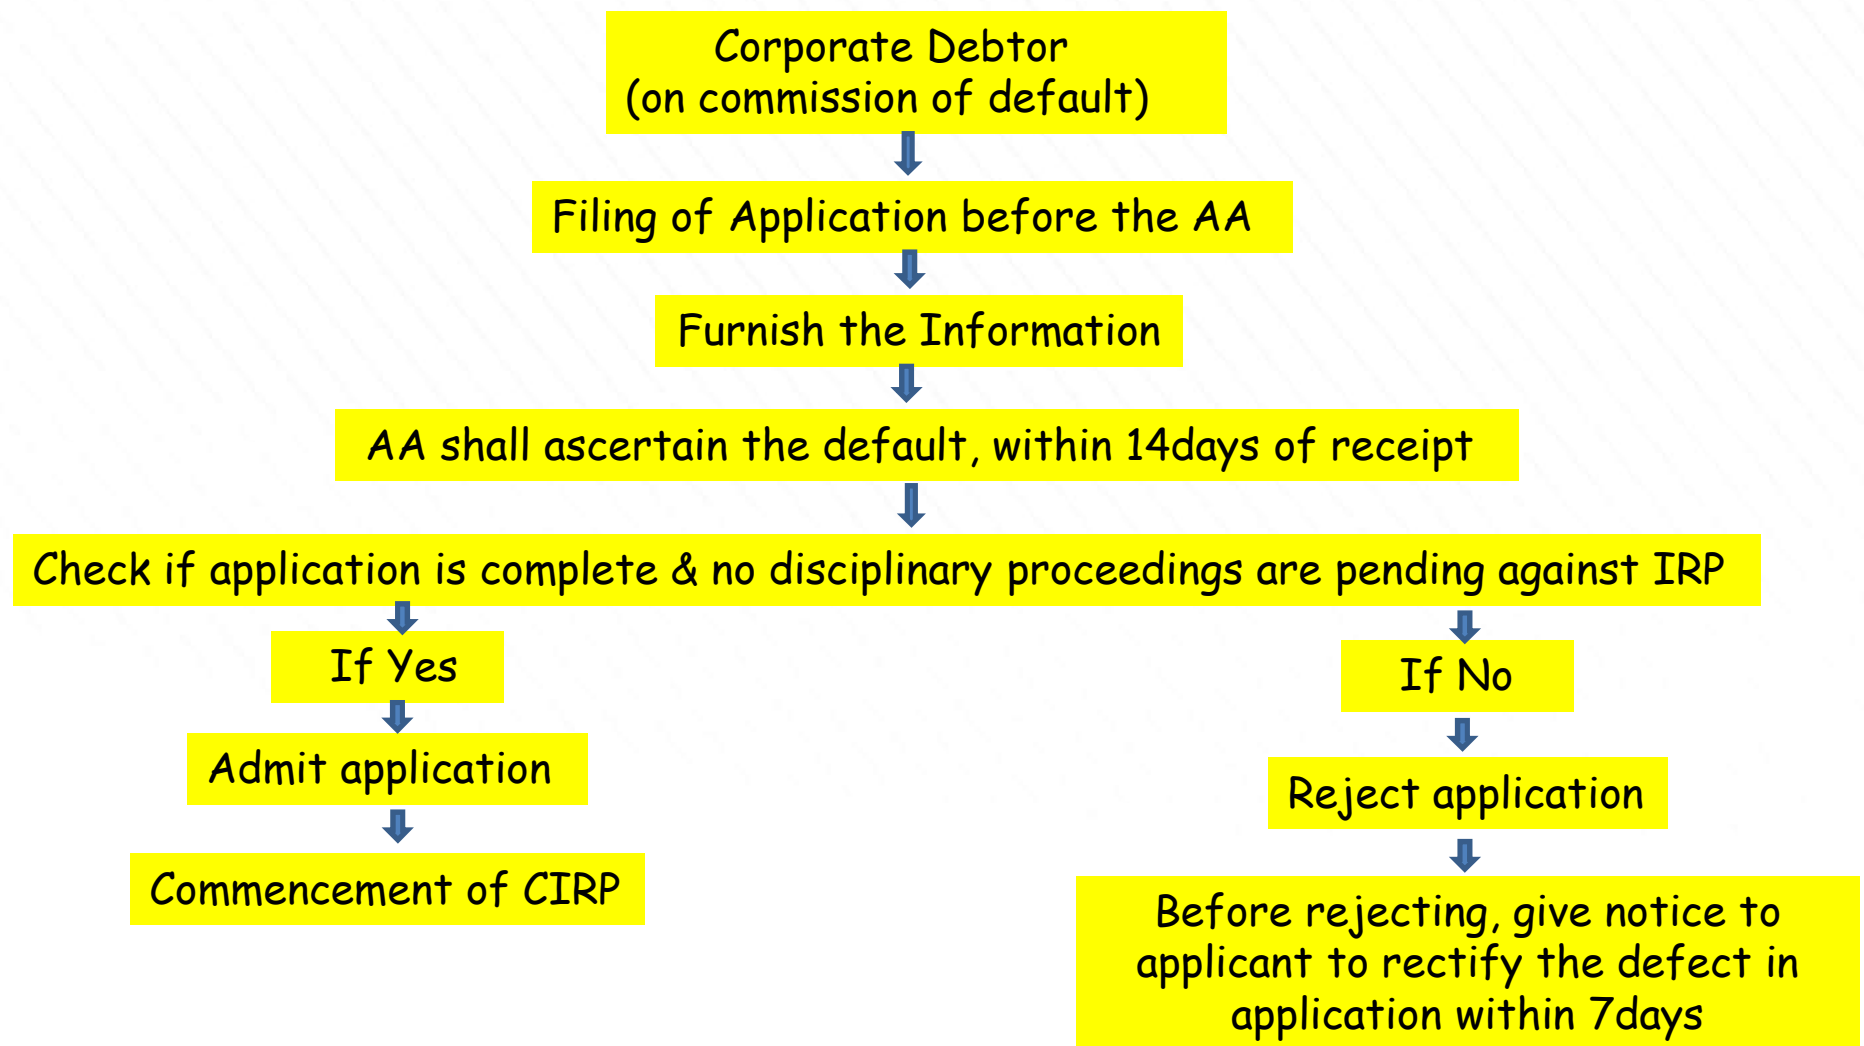 Corporate Debtor
(on commission of default)
Filing of Application before the AA
Furnish the Information
AA shall ascertain the default, within 14days of receipt
Check if application is complete & no disciplinary proceedings are pending against IRP
If Yes
If No
Admit application
Reject application
Commencement of CIRP
Before rejecting, give notice to
applicant to rectify the defect in
application within 7days